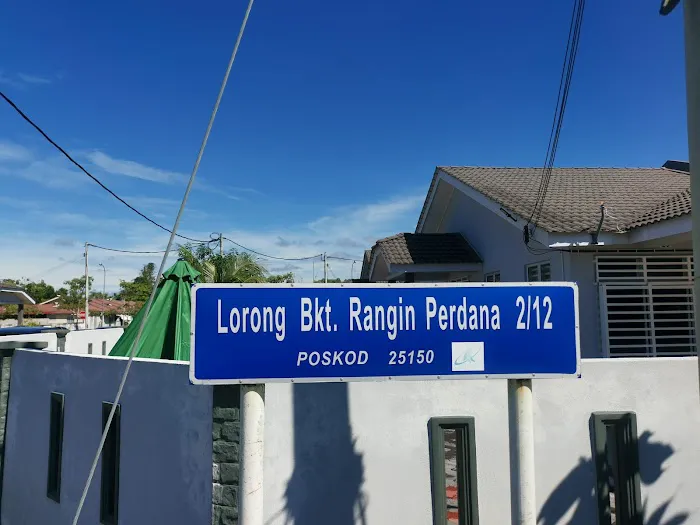 Lorong Bkt. Rangin Perdana 2/12
POSKOD 25150